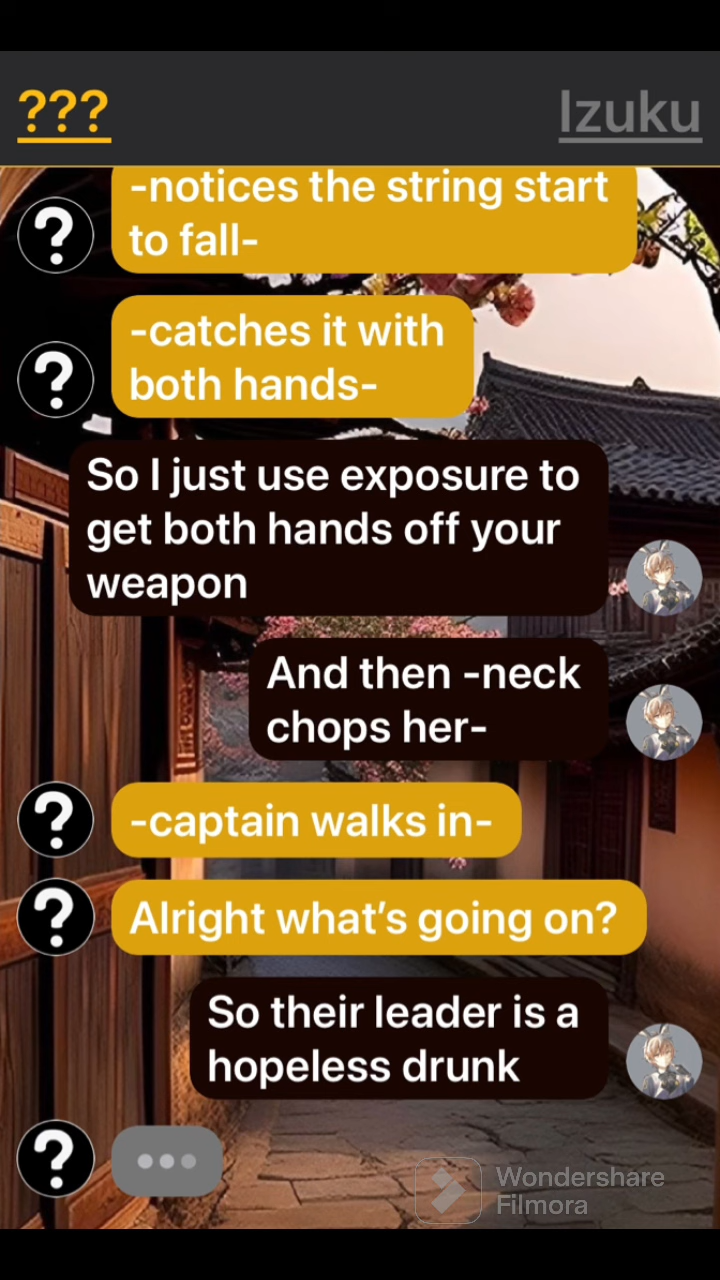 ???
Izuku
-notices the string start
to fall-
-catches it with
both hands-
So I just use exposure to
get both hands off your
weapon
And then -neck
chops her-
-captain walks in-
Alright what's going on?
So their leader is a
hopeless drunk
Wondershare
Filmora